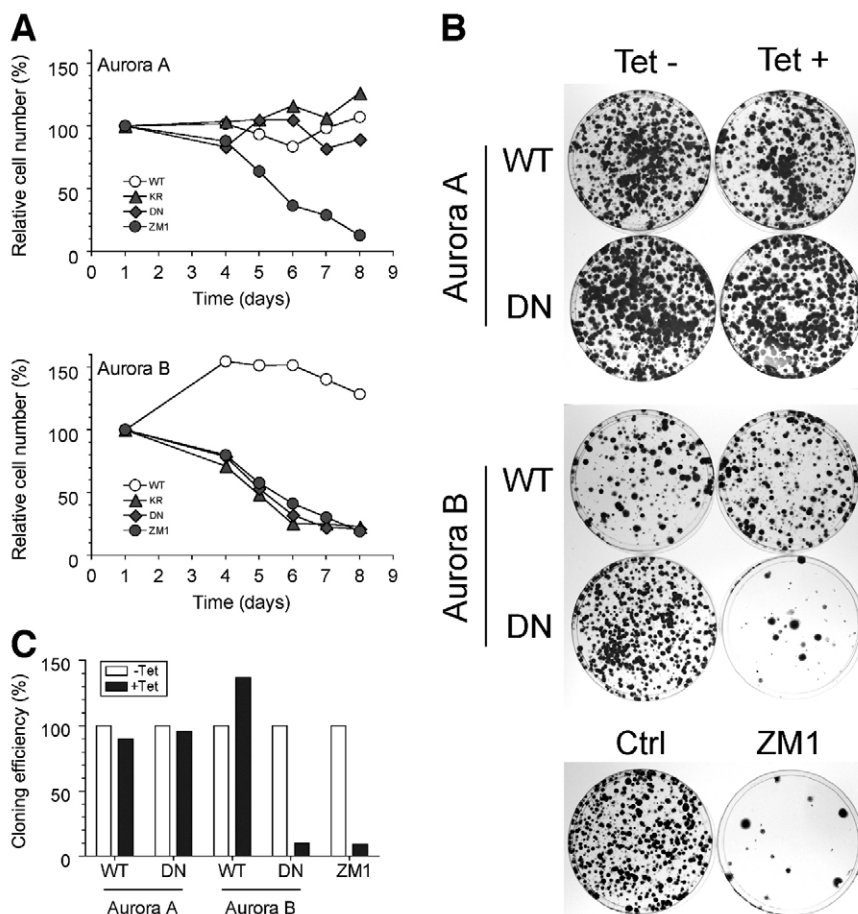 A
Aurora A
Relative cell number (%)
150
100
50
0
WT
KR
DN
ZM1
0 1 2 3 4 5 6 7 8 9
Time (days)
Aurora B
Relative cell number (%)
150
100
50
0
WT
KR
DN
ZM1
0 1 2 3 4 5 6 7 8 9
Time (days)
C
-Tet
+Tet
Cloning efficiency (%)
150
100
50
0
WT DN WT DN ZM1
Aurora A Aurora B
B
Tet - Tet +
Aurora A
WT
DN
Aurora B
WT
DN
Ctrl ZM1